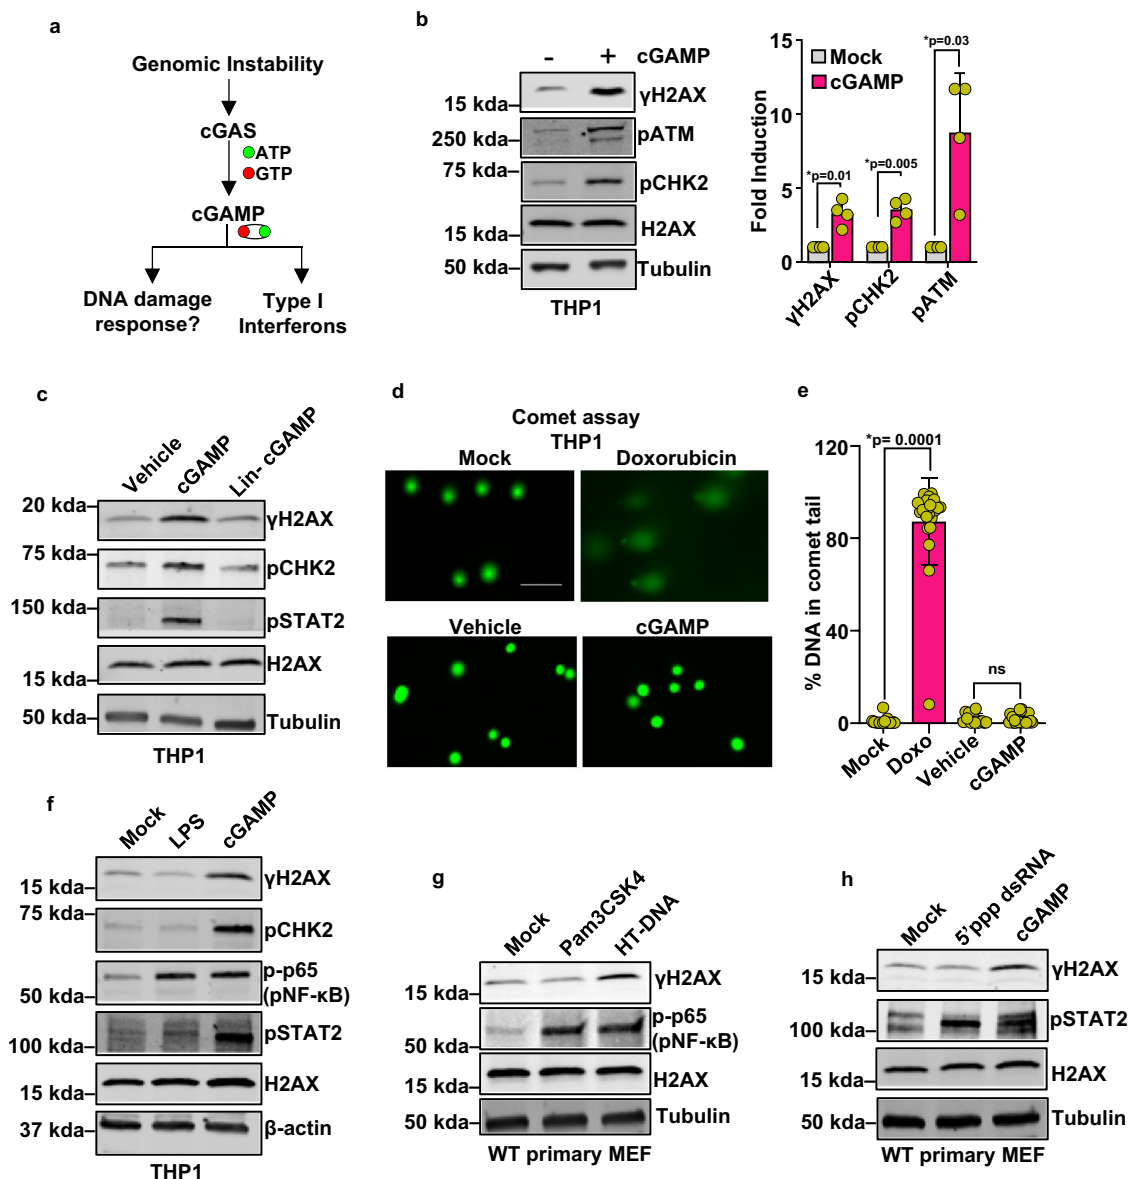 a
Genomic Instability
cGAS
ATP
GTP
cGAMP
DNA damage
response?
Type I
Interferons
b
- + cGAMP
15 kda
γH2AX
250 kda
pATM
75 kda
pCHK2
15 kda
H2AX
50 kda
Tubulin
THP1
Fold Induction
15
10
5
0
Mock
cGAMP
*p=0.01
*p=0.005
*p=0.03
γH2AX
pCHK2
pATM
c
Vehicle
cGAMP
Lin- cGAMP
20 kda
γH2AX
75 kda
pCHK2
150 kda
pSTAT2
15 kda
H2AX
50 kda
Tubulin
THP1
d
Comet assay
THP1
Mock
Doxorubicin
Vehicle
cGAMP
e
% DNA in comet tail
120
80
40
0
*p= 0.0001
ns
Mock
Doxo
Vehicle
cGAMP
f
Mock
LPS
cGAMP
15 kda
γH2AX
75 kda
pCHK2
50 kda
p-p65
(pNF-κB)
100 kda
pSTAT2
15 kda
H2AX
37 kda
β-actin
THP1
g
Mock
Pam3CSK4
HT-DNA
15 kda
γH2AX
50 kda
p-p65
(pNF-κB)
15 kda
H2AX
50 kda
Tubulin
WT primary MEF
h
Mock
5'ppp dsRNA
cGAMP
15 kda
γH2AX
100 kda
pSTAT2
15 kda
H2AX
50 kda
Tubulin
WT primary MEF